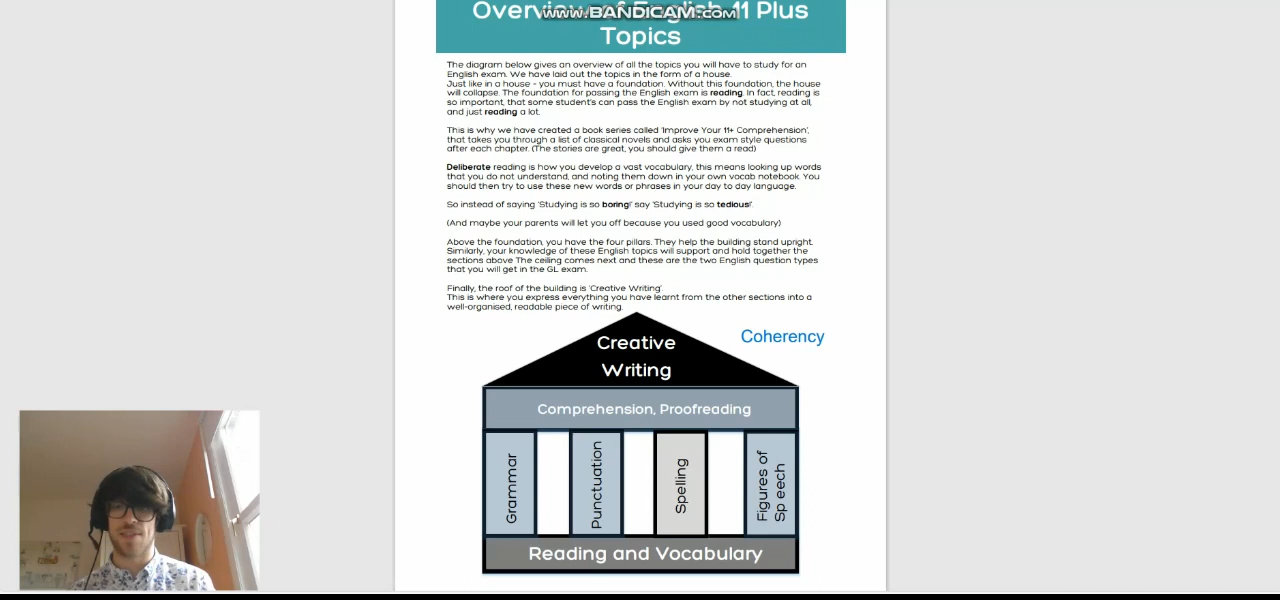 Overview of English 11 Plus
www.BANDICAM.com
Topics
The diagram below gives an overview of all the topics you will have to study for an
English exam. We have laid out the topics in the form of a house.
Just like in a house - you must have a foundation. Without this foundation, the house
will collapse. The foundation for passing the English exam is reading. In fact, reading is
so important, that some student's can pass the English exam by not studying at all,
and just reading a lot.
This is why we have created a book series called 'Improve Your 11+ Comprehension',
that takes you through a list of classical novels and asks you exam style questions
after each chapter. (The stories are great, you should give them a read)
Deliberate reading is how you develop a vast vocabulary, this means looking up words
that you do not understand, and noting them down in your own vocab notebook. You
should then try to use these new words or phrases in your day to day language.
So instead of saying 'Studying is so boring!' say 'Studying is so tedious!'.
(And maybe your parents will let you off because you used good vocabulary)
Above the foundation, you have the four pillars. They help the building stand upright.
Similarly, your knowledge of these English topics will support and hold together the
sections above The ceiling comes next and these are the two English question types
that you will get in the GL exam.
Finally, the roof of the building is 'Creative Writing'.
This is where you express everything you have learnt from the other sections into a
well-organised, readable piece of writing.
Coherency
Creative
Writing
Comprehension, Proofreading
Grammar
Punctuation
Spelling
Figures of
Sp eech
Reading and Vocabulary